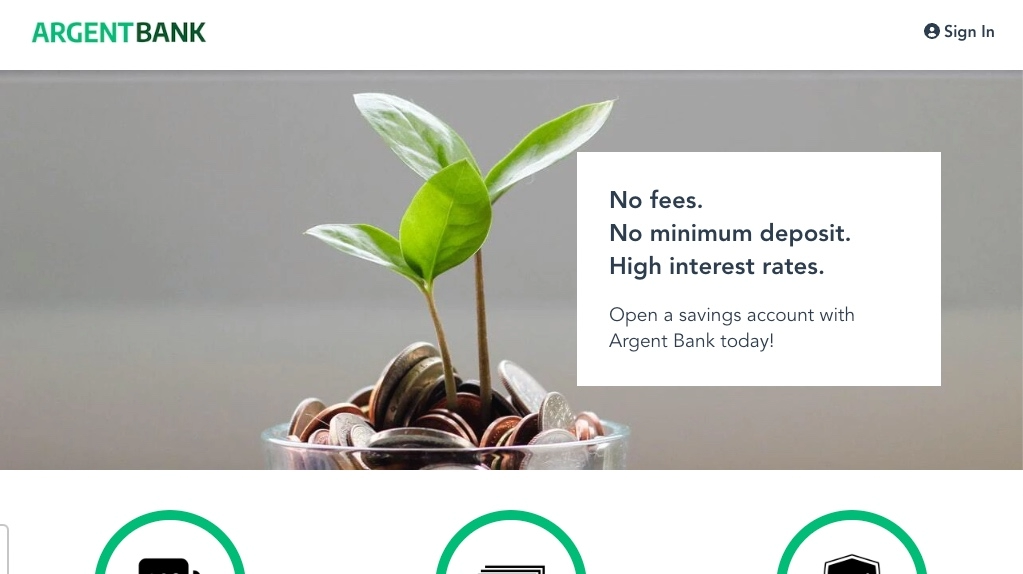 ARGENTBANK
Sign In
No fees.
No minimum deposit.
High interest rates.
Open a savings account with
Argent Bank today!